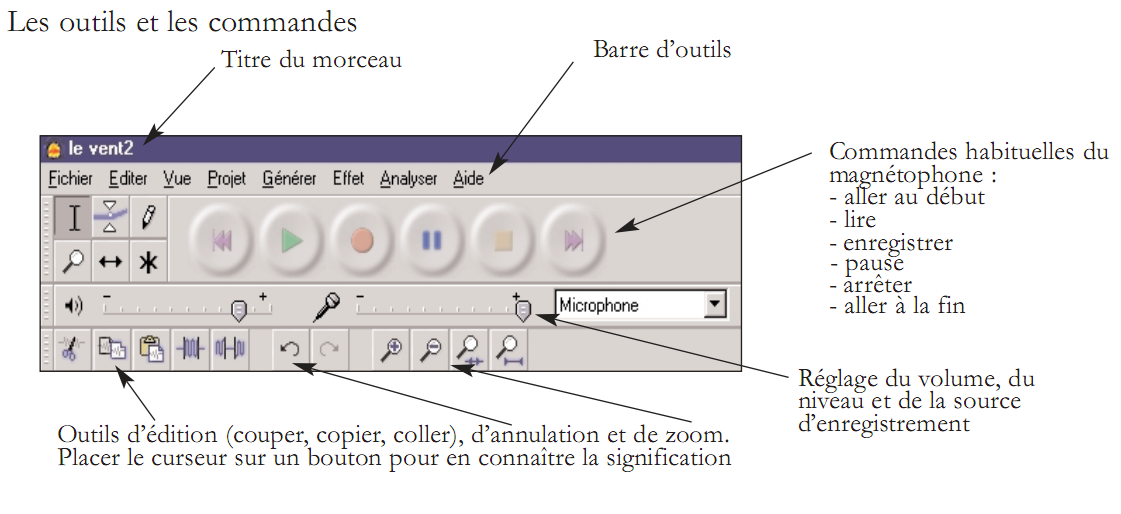 Les outils et les commandes
Titre du morceau
Barre d'outils
le vent2
Fichier Editer Vue Projet Générer Effet Analyser Aide
Commandes habituelles du
magnétophone :
- aller au début
- lire
- enregistrer
- pause
- arrêter
- aller à la fin
- + - + Microphone
Réglage du volume, du
niveau et de la source
d'enregistrement
Outils d'édition (couper, copier, coller), d'annulation et de zoom.
Placer le curseur sur un bouton pour en connaître la signification